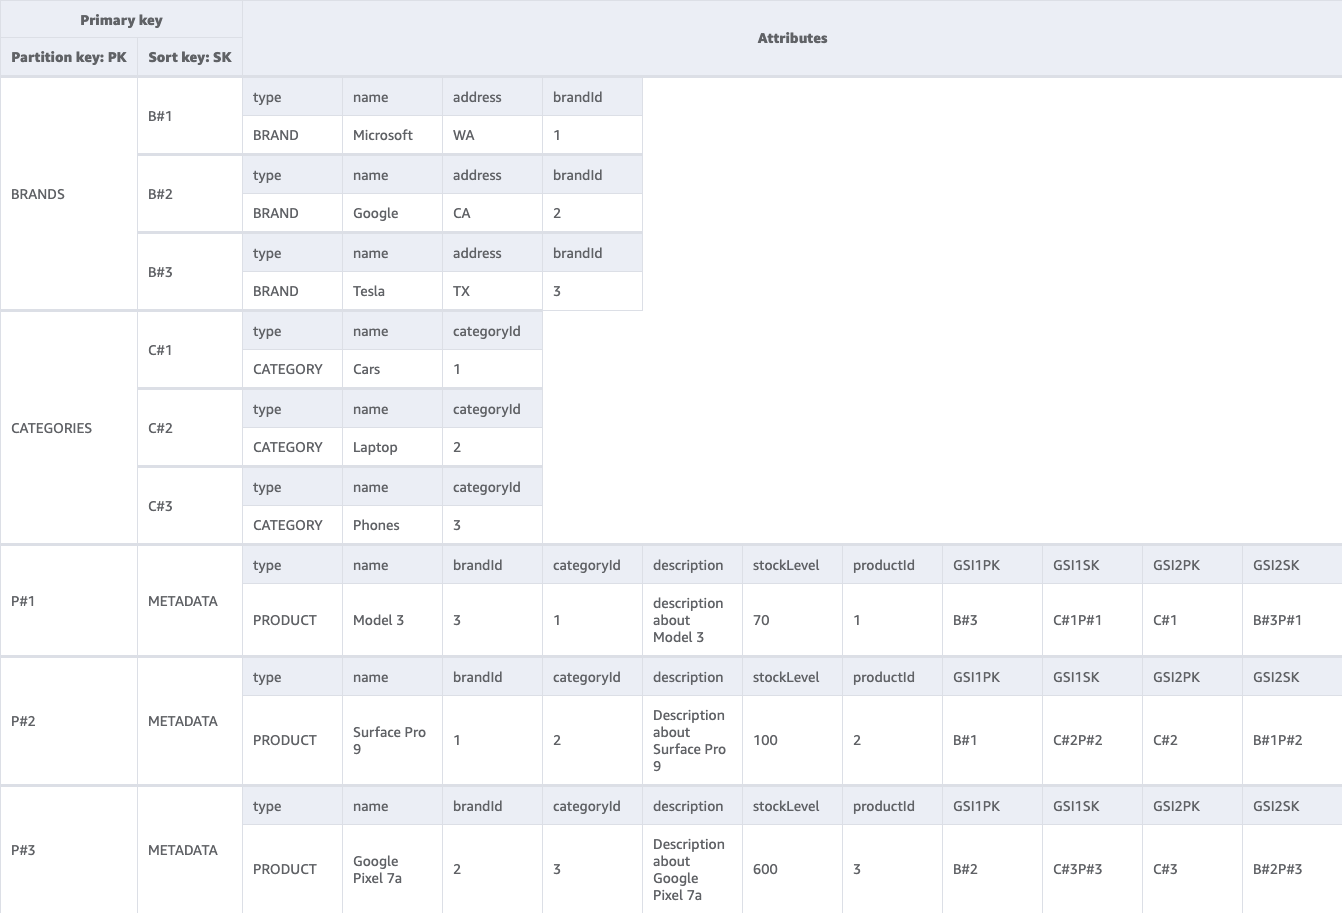 Primary key
Attributes
Partition key: PK Sort key: SK
BRANDS
B#1
type name address brandId
BRAND Microsoft WA 1
B#2
type name address brandId
BRAND Google CA 2
B#3
type name address brandId
BRAND Tesla TX 3
CATEGORIES
C#1
type name categoryId
CATEGORY Cars 1
C#2
type name categoryId
CATEGORY Laptop 2
C#3
type name categoryId
CATEGORY Phones 3
P#1 METADATA
type name brandId categoryId description stockLevel productId GSI1PK GSI1SK GSI2PK GSI2SK
PRODUCT Model 3 3 1 description about Model 3 70 1 B#3 C#1P#1 C#1 B#3P#1
P#2 METADATA
type name brandId categoryId description stockLevel productId GSI1PK GSI1SK GSI2PK GSI2SK
PRODUCT Surface Pro 9 1 2 Description about Surface Pro 9 100 2 B#1 C#2P#2 C#2 B#1P#2
P#3 METADATA
type name brandId categoryId description stockLevel productId GSI1PK GSI1SK GSI2PK GSI2SK
PRODUCT Google Pixel 7a 2 3 Description about Google Pixel 7a 600 3 B#2 C#3P#3 C#3 B#2P#3